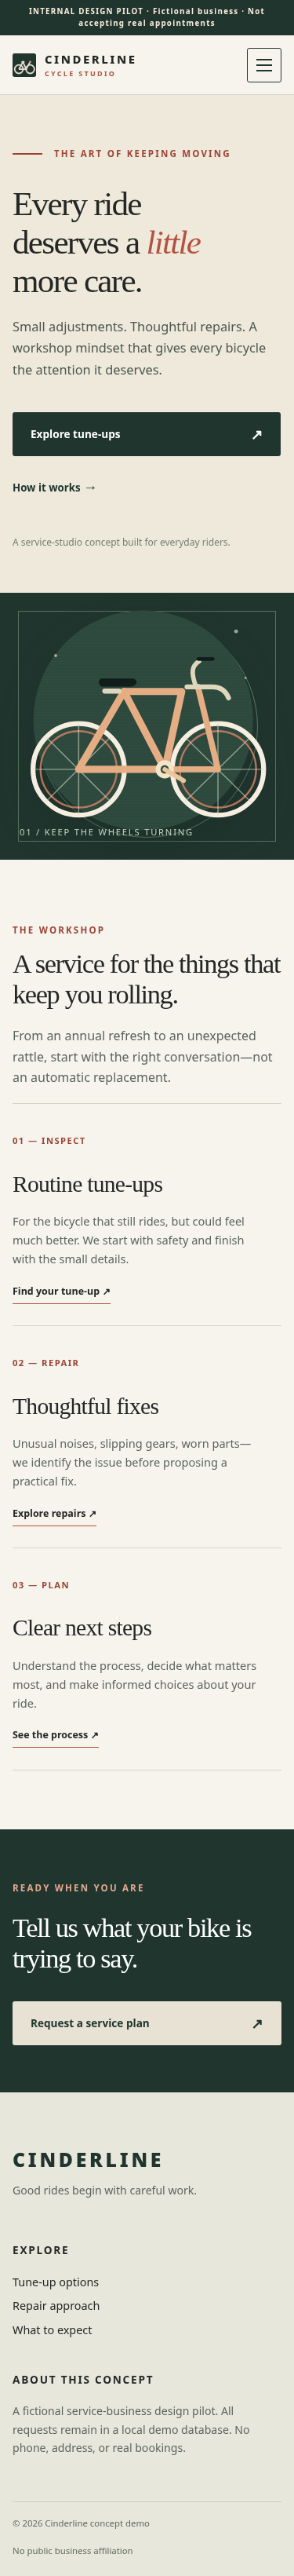 INTERNAL DESIGN PILOT · Fictional business · Not
accepting real appointments
CINDERLINE
CYCLE STUDIO
THE ART OF KEEPING MOVING
Every ride
deserves a little
more care.
Small adjustments. Thoughtful repairs. A
workshop mindset that gives every bicycle
the attention it deserves.
Explore tune-ups ↗
How it works →
A service-studio concept built for everyday riders.
01 / KEEP THE WHEELS TURNING
THE WORKSHOP
A service for the things that
keep you rolling.
From an annual refresh to an unexpected
rattle, start with the right conversation—not
an automatic replacement.
01 — INSPECT
Routine tune-ups
For the bicycle that still rides, but could feel
much better. We start with safety and finish
with the small details.
Find your tune-up ↗
02 — REPAIR
Thoughtful fixes
Unusual noises, slipping gears, worn parts—
we identify the issue before proposing a
practical fix.
Explore repairs ↗
03 — PLAN
Clear next steps
Understand the process, decide what matters
most, and make informed choices about your
ride.
See the process ↗
READY WHEN YOU ARE
Tell us what your bike is
trying to say.
Request a service plan ↗
CINDERLINE
Good rides begin with careful work.
EXPLORE
Tune-up options
Repair approach
What to expect
ABOUT THIS CONCEPT
A fictional service-business design pilot. All
requests remain in a local demo database. No
phone, address, or real bookings.
© 2026 Cinderline concept demo
No public business affiliation